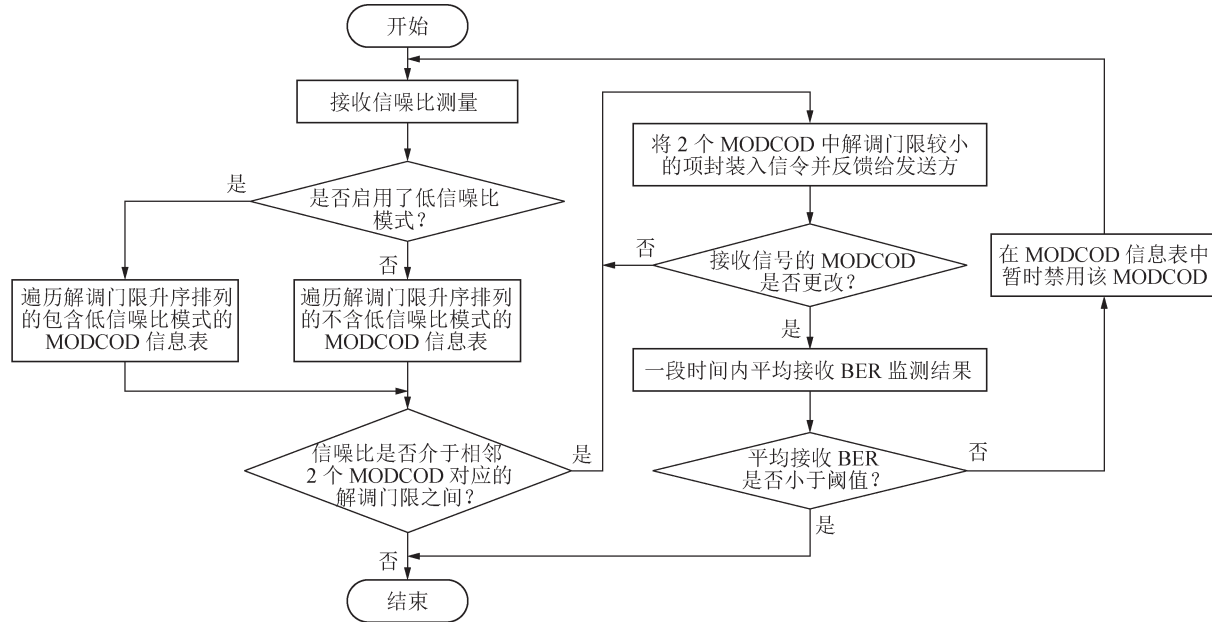 开始
接收信噪比测量
是否启用了低信噪比
模式？
是
否
遍历解调门限升序排列
的包含低信噪比模式的
MODCOD 信息表
遍历解调门限升序排列
的不含低信噪比模式的
MODCOD 信息表
信噪比是否介于相邻
2 个 MODCOD 对应的
解调门限之间？
是
否
结束
将 2 个 MODCOD 中解调门限较小
的项封装入信令并反馈给发送方
接收信号的 MODCOD
是否更改？
否
是
一段时间内平均接收 BER 监测结果
平均接收 BER
是否小于阈值？
否
是
在 MODCOD 信息表中
暂时禁用该 MODCOD